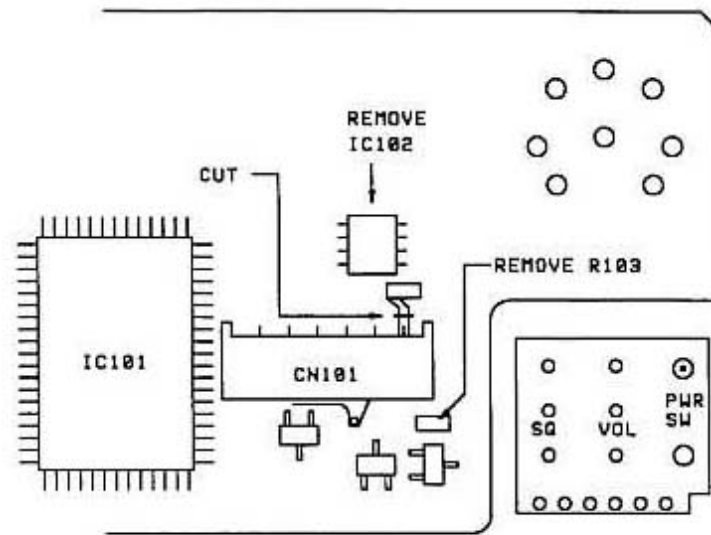 REMOVE
IC102
CUT
REMOVE R103
IC101
CN101
PWR
SQ VOL SW